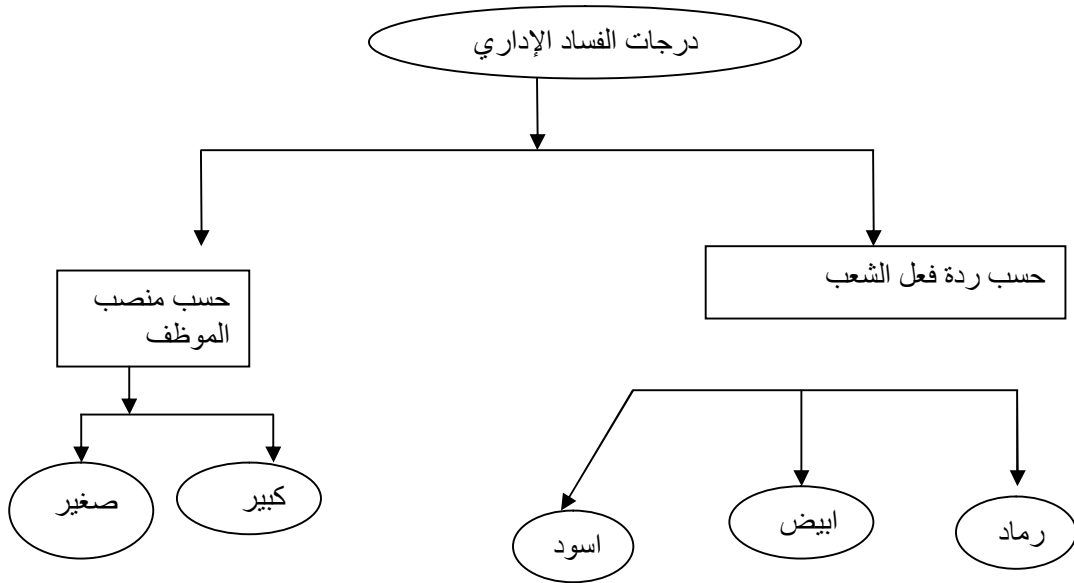 درجات الفساد الإداري
حسب ردة فعل الشعب
حسب منصب
الموظف
رماد
ابيض
اسود
كبير
صغير